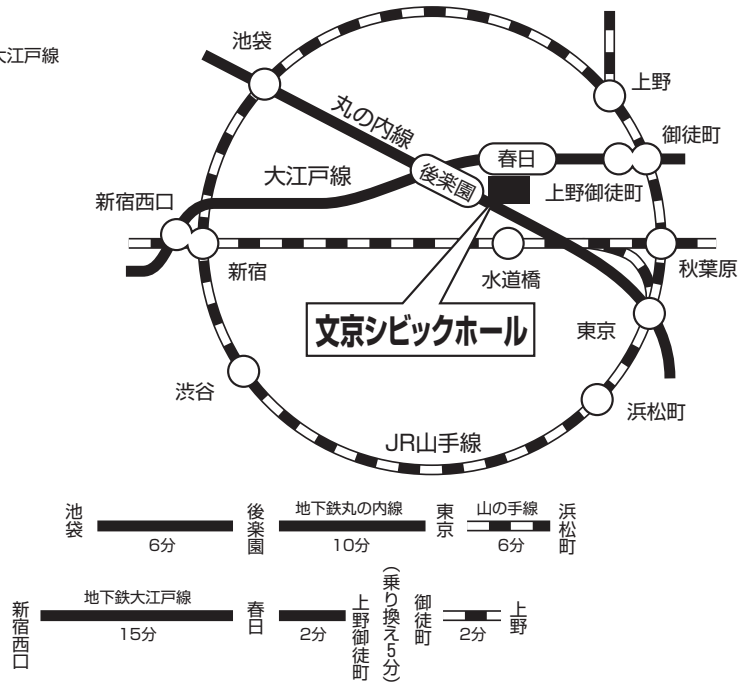 大江戸線
池袋
上野
丸の内線
御徒町
春日
大江戸線
後楽園
上野御徒町
新宿西口
新宿
水道橋
秋葉原
文京シビックホール
東京
渋谷
浜松町
JR山手線
池袋
6分
後楽園
地下鉄丸の内線
10分
東京
山の手線
6分
浜松町
新宿西口
地下鉄大江戸線
15分
春日
2分
上野御徒町
(乗り換え5分)
御徒町
2分
上野